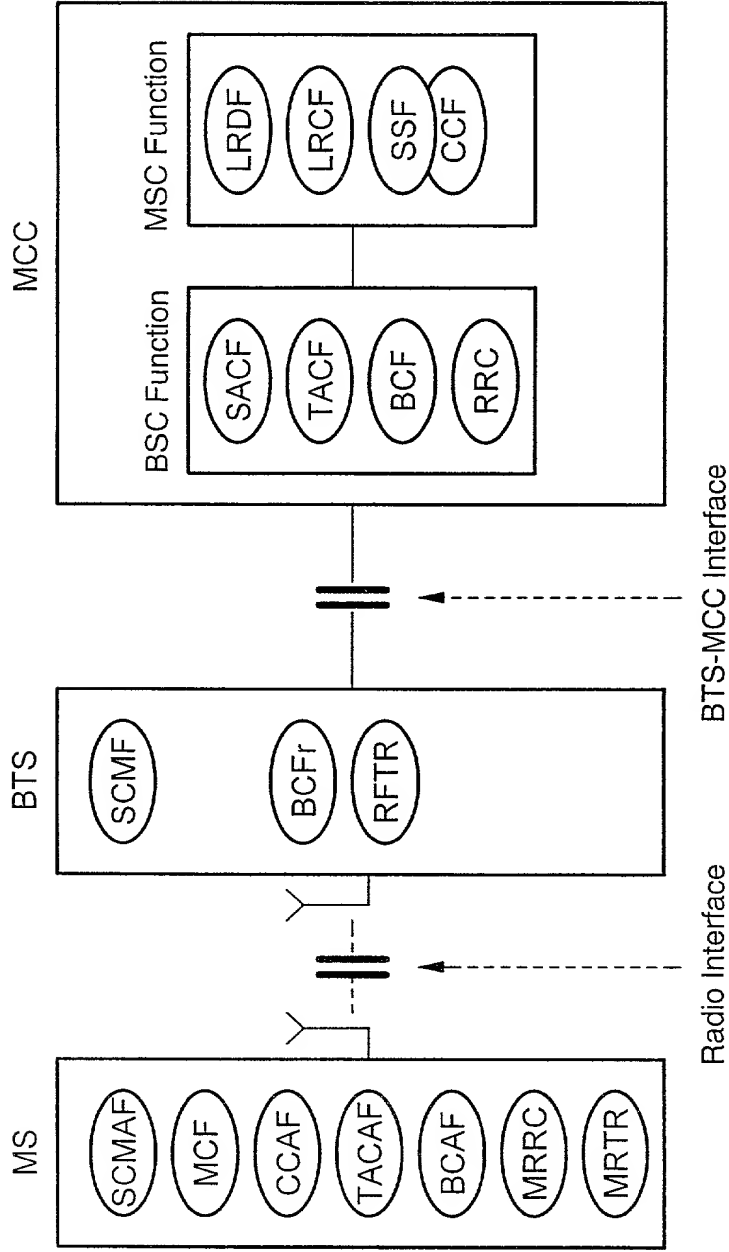 MS
SCMAF
MCF
CCAF
TACAF
BCAF
MRRC
MRTR
Radio Interface
BTS
SCMF
BCFr
RFTR
BTS-MCC Interface
MCC
BSC Function
SACF
TACF
BCF
RRC
MSC Function
LRDF
LRCF
SSF
CCF